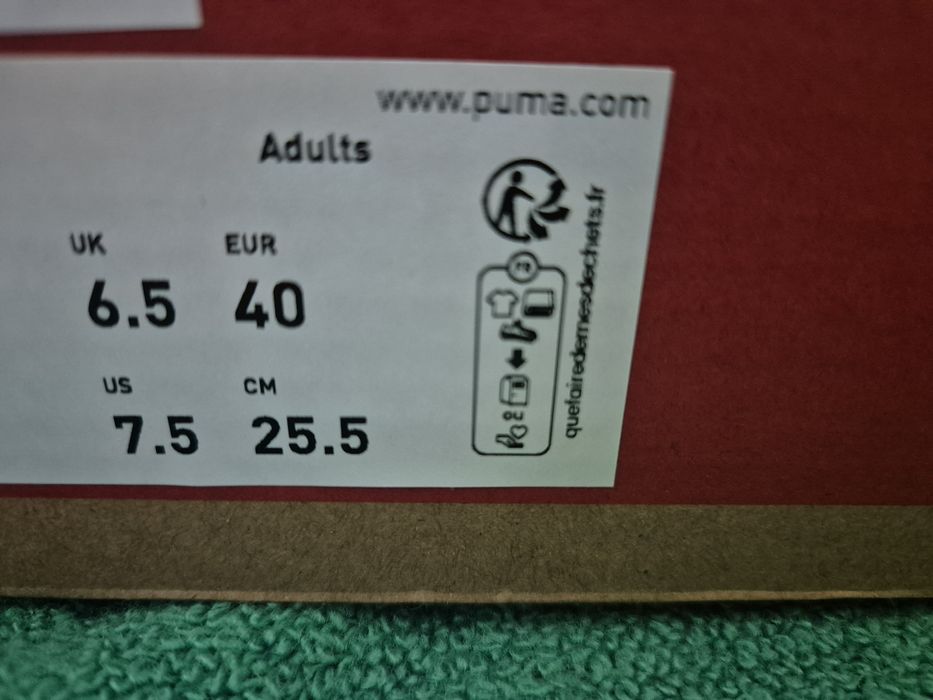 www.puma.com
Adults
UK EUR
6.5 40
US CM
7.5 25.5
quefairedemesdechets.fr